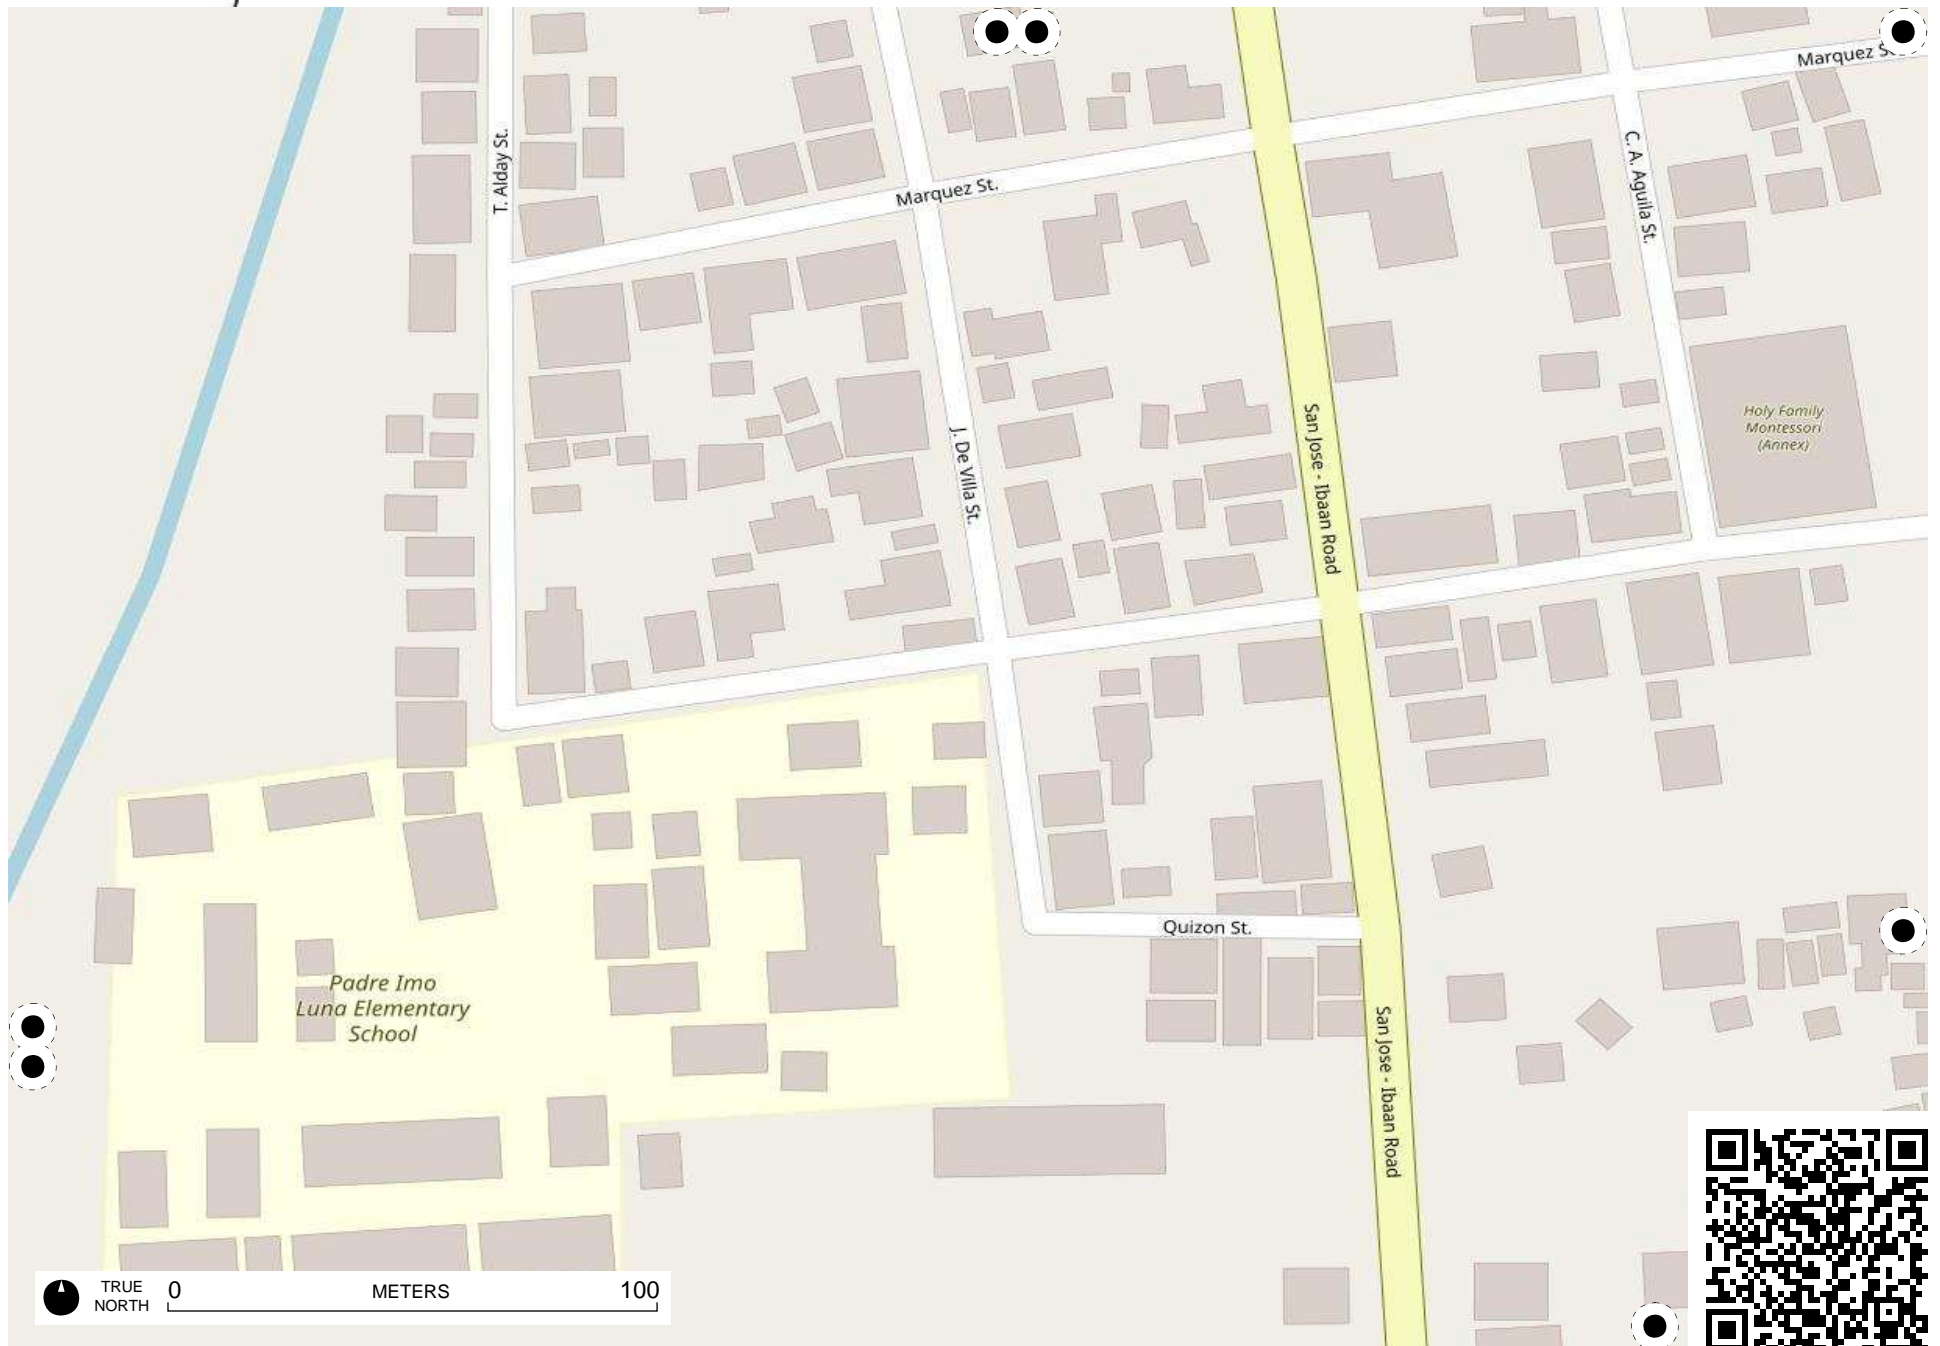 Marquez St.
T. Alday St.
C. A. Aguila St.
Marquez St.
Holy Family
Montessori
(Annex)
San Jose - Ibaan Road
J. De Villa St.
Quizon St.
Padre Imo
Luna Elementary
School
San Jose - Ibaan Road
TRUE
NORTH
0
METERS
100